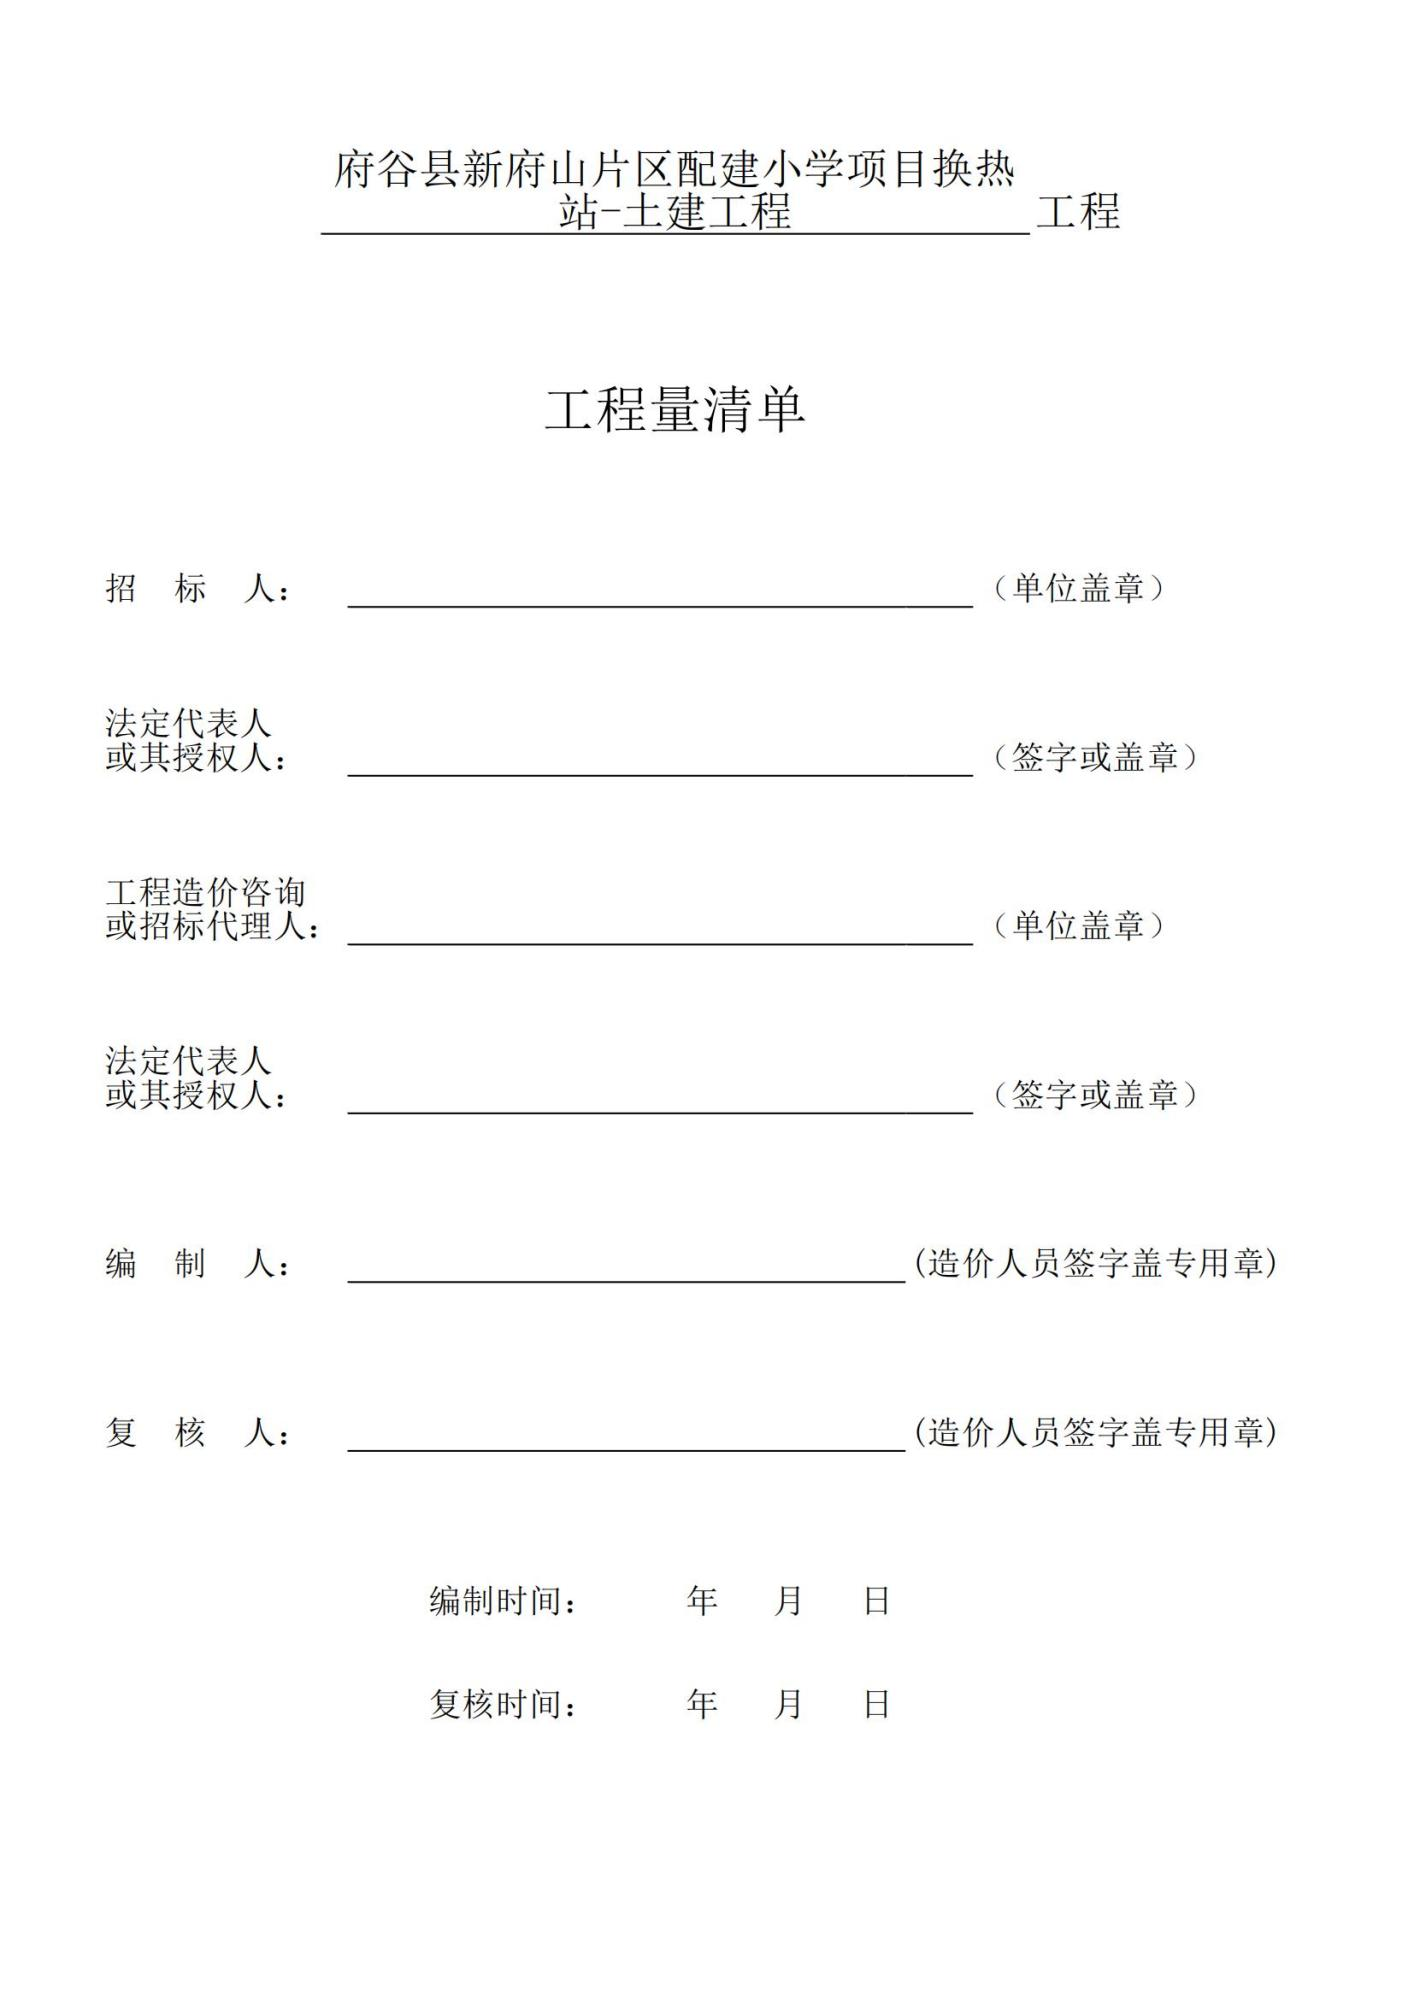 府谷县新府山片区配建小学项目换热
站-土建工程 工程
工程量清单
招 标 人： （单位盖章）
法定代表人
或其授权人： （签字或盖章）
工程造价咨询
或招标代理人： （单位盖章）
法定代表人
或其授权人： （签字或盖章）
编 制 人： (造价人员签字盖专用章)
复 核 人： (造价人员签字盖专用章)
编制时间： 年 月 日
复核时间： 年 月 日